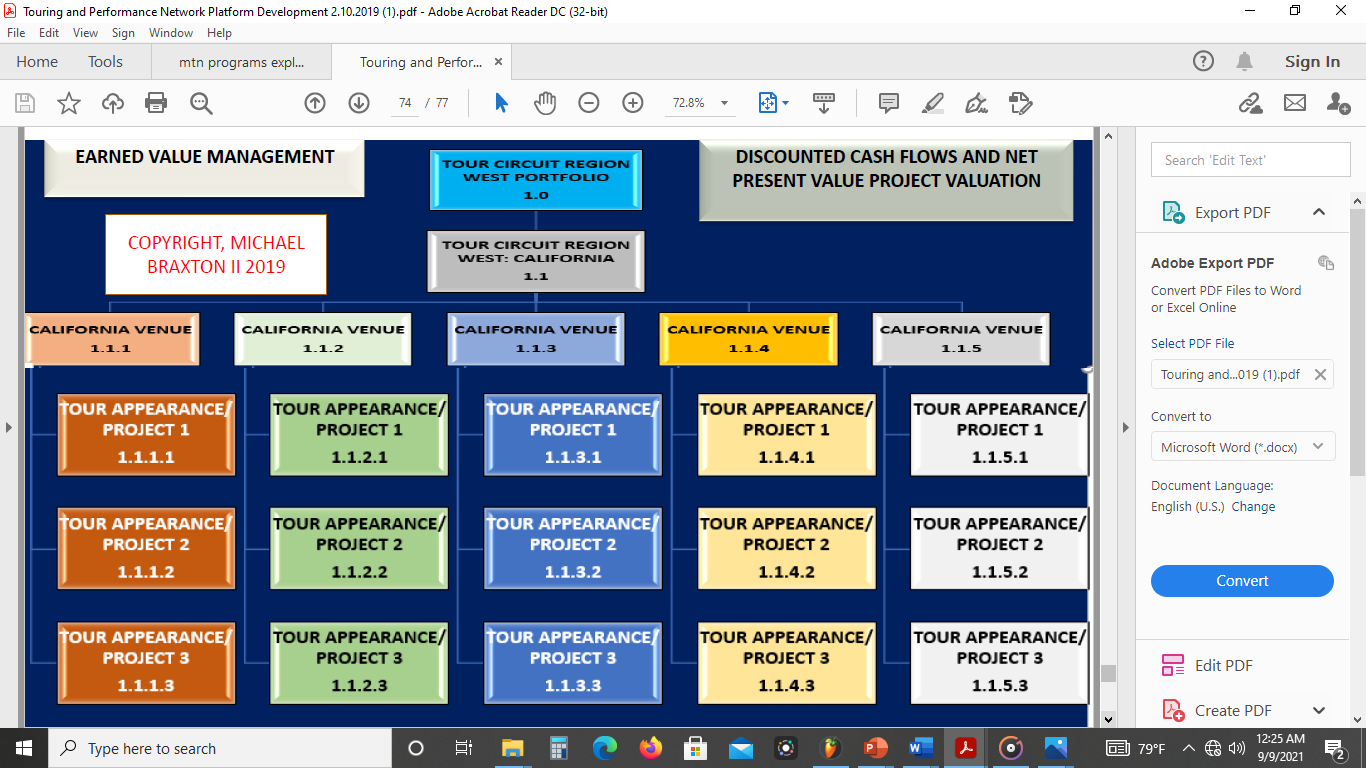 Touring and Performance Network Platform Development 2.10.2019 (1).pdf - Adobe Acrobat Reader DC (32-bit)
File Edit View Sign Window Help
Home Tools mtn programs expl... Touring and Perfor... ×
Sign In
74 / 77 72.8%
EARNED VALUE MANAGEMENT
TOUR CIRCUIT REGION
WEST PORTFOLIO
1.0
DISCOUNTED CASH FLOWS AND NET
PRESENT VALUE PROJECT VALUATION
COPYRIGHT, MICHAEL
BRAXTON II 2019
TOUR CIRCUIT REGION
WEST: CALIFORNIA
1.1
CALIFORNIA VENUE
1.1.1
CALIFORNIA VENUE
1.1.2
CALIFORNIA VENUE
1.1.3
CALIFORNIA VENUE
1.1.4
CALIFORNIA VENUE
1.1.5
TOUR APPEARANCE/
PROJECT 1
1.1.1.1
TOUR APPEARANCE/
PROJECT 1
1.1.2.1
TOUR APPEARANCE/
PROJECT 1
1.1.3.1
TOUR APPEARANCE/
PROJECT 1
1.1.4.1
TOUR APPEARANCE/
PROJECT 1
1.1.5.1
TOUR APPEARANCE/
PROJECT 2
1.1.1.2
TOUR APPEARANCE/
PROJECT 2
1.1.2.2
TOUR APPEARANCE/
PROJECT 2
1.1.3.2
TOUR APPEARANCE/
PROJECT 2
1.1.4.2
TOUR APPEARANCE/
PROJECT 2
1.1.5.2
TOUR APPEARANCE/
PROJECT 3
1.1.1.3
TOUR APPEARANCE/
PROJECT 3
1.1.2.3
TOUR APPEARANCE/
PROJECT 3
1.1.3.3
TOUR APPEARANCE/
PROJECT 3
1.1.4.3
TOUR APPEARANCE/
PROJECT 3
1.1.5.3
Search 'Edit Text'
Export PDF
Adobe Export PDF
Convert PDF Files to Word
or Excel Online
Select PDF File
Touring and...019 (1).pdf
Convert to
Microsoft Word (*.docx)
Document Language:
English (U.S.) Change
Convert
Edit PDF
Create PDF
Type here to search
79°F
12:25 AM
9/9/2021
2